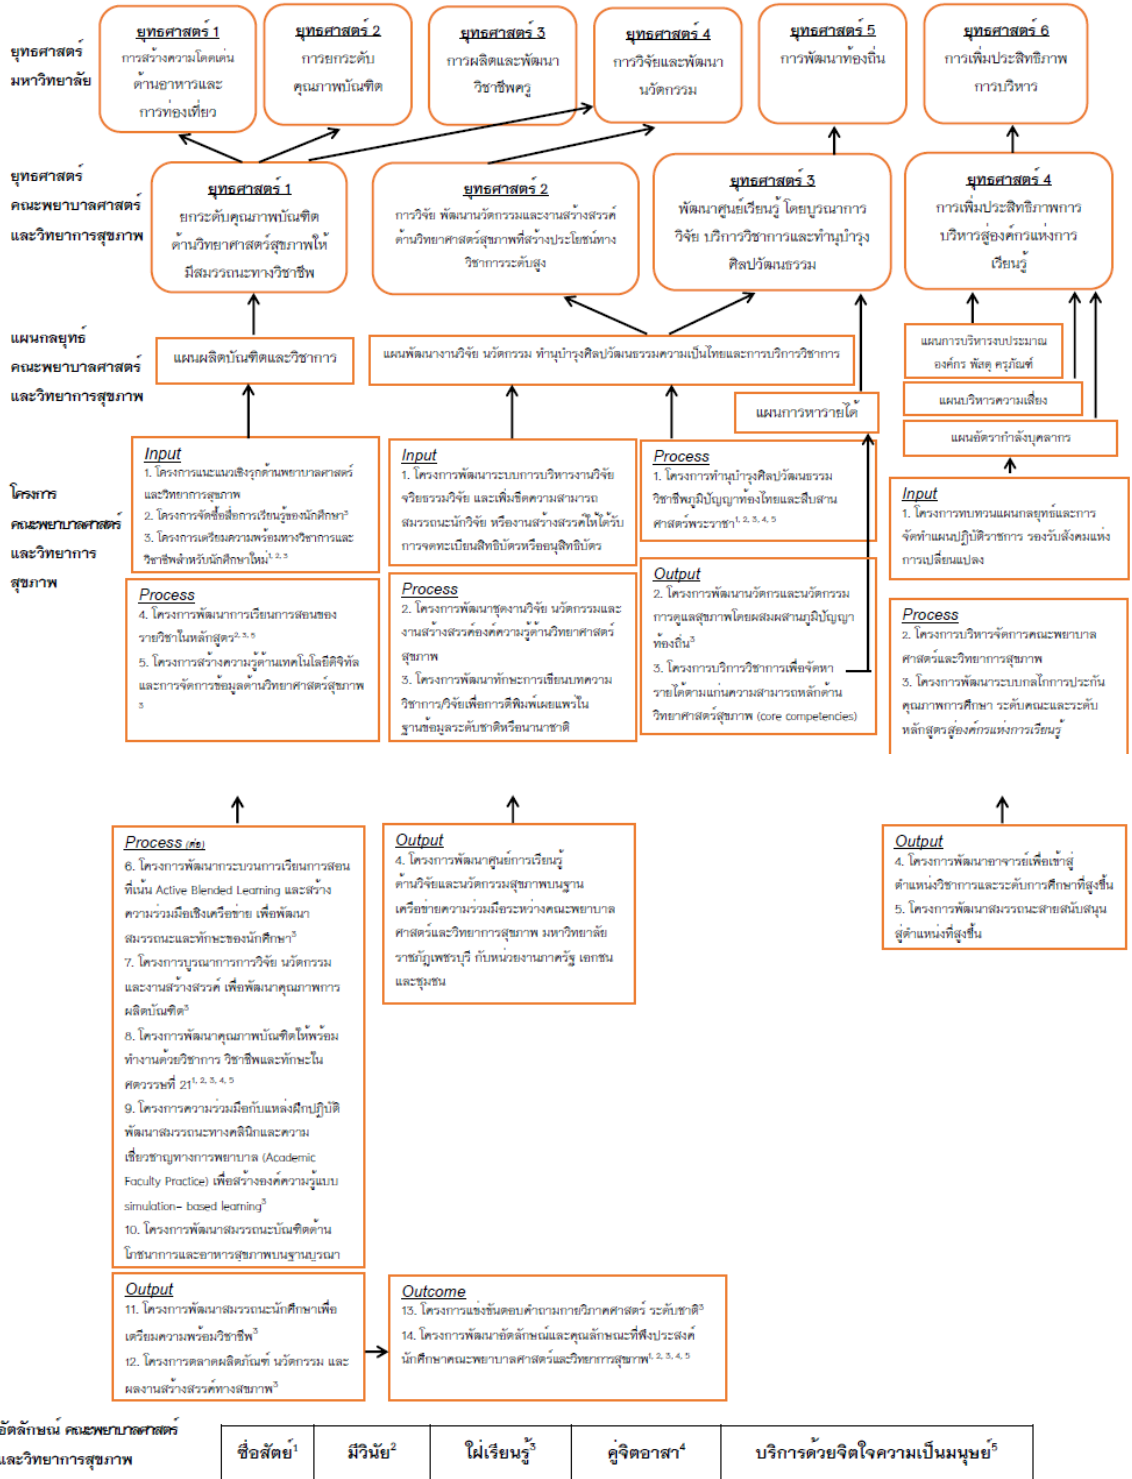 ยุทธศาสตร์
มหาวิทยาลัย
ยุทธศาสตร์ 1
การสร้างความโดดเด่น
ด้านอาหารและ
การท่องเที่ยว
ยุทธศาสตร์ 2
การยกระดับ
คุณภาพบัณฑิต
ยุทธศาสตร์ 3
การผลิตและพัฒนา
วิชาชีพครู
ยุทธศาสตร์ 4
การวิจัยและพัฒนา
นวัตกรรม
ยุทธศาสตร์ 5
การพัฒนาท้องถิ่น
ยุทธศาสตร์ 6
การเพิ่มประสิทธิภาพ
การบริหาร
ยุทธศาสตร์
คณะพยาบาลศาสตร์
และวิทยาการสุขภาพ
ยุทธศาสตร์ 1
ยกระดับคุณภาพบัณฑิต
ด้านวิทยาศาสตร์สุขภาพให้
มีสมรรถนะทางวิชาชีพ
ยุทธศาสตร์ 2
การวิจัย พัฒนานวัตกรรมและงานสร้างสรรค์
ด้านวิทยาศาสตร์สุขภาพที่สร้างประโยชน์ทาง
วิชาการระดับสูง
ยุทธศาสตร์ 3
พัฒนาศูนย์เรียนรู้ โดยบูรณาการ
วิจัย บริการวิชาการและทำนุบำรุง
ศิลปวัฒนธรรม
ยุทธศาสตร์ 4
การเพิ่มประสิทธิภาพการ
บริหารสู่องค์กรแห่งการ
เรียนรู้
แผนกลยุทธ์
คณะพยาบาลศาสตร์
และวิทยาการสุขภาพ
แผนผลิตบัณฑิตและวิชาการ
แผนพัฒนางานวิจัย นวัตกรรม ทำนุบำรุงศิลปวัฒนธรรมความเป็นไทยและการบริการวิชาการ
แผนการหารายได้
แผนการบริหารงบประมาณ
องค์กร พัสดุ ครุภัณฑ์
แผนบริหารความเสี่ยง
แผนอัตรากำลังบุคลากร
โครงการ
คณะพยาบาลศาสตร์
และวิทยาการ
สุขภาพ
Input
1. โครงการแนะแนวเชิงรุกด้านพยาบาลศาสตร์
และวิทยาการสุขภาพ
2. โครงการจัดซื้อสื่อการเรียนรู้ของนักศึกษา³
3. โครงการเตรียมความพร้อมทางวิชาการและ
วิชาชีพสำหรับนักศึกษาใหม่¹, ², ³
Process
4. โครงการพัฒนาการเรียนการสอนของ
รายวิชาในหลักสูตร², ³, ⁵
5. โครงการสร้างความรู้ด้านเทคโนโลยีดิจิทัล
และการจัดการข้อมูลด้านวิทยาศาสตร์สุขภาพ
³
Input
1. โครงการพัฒนาระบบการบริหารงานวิจัย
จริยธรรมวิจัย และเพิ่มขีดความสามารถ
สมรรถนะนักวิจัย หรืองานสร้างสรรค์ให้ได้รับ
การจดทะเบียนสิทธิบัตรหรืออนุสิทธิบัตร
Process
2. โครงการพัฒนาชุดงานวิจัย นวัตกรรมและ
งานสร้างสรรค์องค์ความรู้ด้านวิทยาศาสตร์
สุขภาพ
3. โครงการพัฒนาทักษะการเขียนบทความ
วิชาการ/วิจัยเพื่อการตีพิมพ์เผยแพร่ใน
ฐานข้อมูลระดับชาติหรือนานาชาติ
Process
1. โครงการทำนุบำรุงศิลปวัฒนธรรม
วิชาชีพภูมิปัญญาท้องไทยและสืบสาน
ศาสตร์พระราชา¹, ², ³, ⁴, ⁵
Output
2. โครงการพัฒนานวัตกรและนวัตกรรม
การดูแลสุขภาพโดยผสมผสานภูมิปัญญา
ท้องถิ่น³
3. โครงการบริการวิชาการเพื่อจัดหา
รายได้ตามแก่นความสามารถหลักด้าน
วิทยาศาสตร์สุขภาพ (core competencies)
Input
1. โครงการทบทวนแผนกลยุทธ์และการ
จัดทำแผนปฏิบัติราชการ รองรับสังคมแห่ง
การเปลี่ยนแปลง
Process
2. โครงการบริหารจัดการคณะพยาบาล
ศาสตร์และวิทยาการสุขภาพ
3. โครงการพัฒนาระบบกลไกการประกัน
คุณภาพการศึกษา ระดับคณะและระดับ
หลักสูตรสู่องค์กรแห่งการเรียนรู้
Process (ต่อ)
6. โครงการพัฒนากระบวนการเรียนการสอน
ที่เน้น Active Blended Learning และสร้าง
ความร่วมมือเชิงเครือข่าย เพื่อพัฒนา
สมรรถนะและทักษะของนักศึกษา³
7. โครงการบูรณาการการวิจัย นวัตกรรม
และงานสร้างสรรค์ เพื่อพัฒนาคุณภาพการ
ผลิตบัณฑิต³
8. โครงการพัฒนาคุณภาพบัณฑิตให้พร้อม
ทำงานด้วยวิชาการ วิชาชีพและทักษะใน
ศตวรรษที่ 21¹, ², ³, ⁴, ⁵
9. โครงการความร่วมมือกับแหล่งฝึกปฏิบัติ
พัฒนาสมรรถนะทางคลินิกและความ
เชี่ยวชาญทางการพยาบาล (Academic
Faculty Practice) เพื่อสร้างองค์ความรู้แบบ
simulation– based learning³
10. โครงการพัฒนาสมรรถนะบัณฑิตด้าน
โภชนาการและอาหารสุขภาพบนฐานบูรณา
Output
4. โครงการพัฒนาศูนย์การเรียนรู้
ด้านวิจัยและนวัตกรรมสุขภาพบนฐาน
เครือข่ายความร่วมมือระหว่างคณะพยาบาล
ศาสตร์และวิทยาการสุขภาพ มหาวิทยาลัย
ราชภัฏเพชรบุรี กับหน่วยงานภาครัฐ เอกชน
และชุมชน
Output
4. โครงการพัฒนาอาจารย์เพื่อเข้าสู่
ตำแหน่งวิชาการและระดับการศึกษาที่สูงขึ้น
5. โครงการพัฒนาสมรรถนะสายสนับสนุน
สู่ตำแหน่งที่สูงขึ้น
Output
11. โครงการพัฒนาสมรรถนะนักศึกษาเพื่อ
เตรียมความพร้อมวิชาชีพ³
12. โครงการตลาดผลิตภัณฑ์ นวัตกรรม และ
ผลงานสร้างสรรค์ทางสุขภาพ³
Outcome
13. โครงการแข่งขันตอบคำถามกายวิภาคศาสตร์ ระดับชาติ³
14. โครงการพัฒนาอัตลักษณ์และคุณลักษณะที่พึงประสงค์
นักศึกษาคณะพยาบาลศาสตร์และวิทยาการสุขภาพ¹, ², ³, ⁴, ⁵
อัตลักษณ์ คณะพยาบาลศาสตร์
และวิทยาการสุขภาพ
ซื่อสัตย์¹
มีวินัย²
ใฝ่เรียนรู้³
คู่จิตอาสา⁴
บริการด้วยจิตใจความเป็นมนุษย์⁵